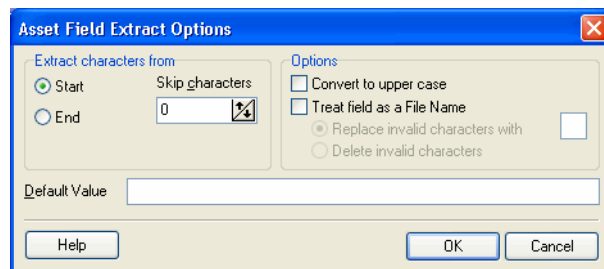 Asset Field Extract Options
Extract characters from
Start
Skip characters
End
0
Options
Convert to upper case
Treat field as a File Name
Replace invalid characters with
Delete invalid characters
Default Value
Help
OK
Cancel